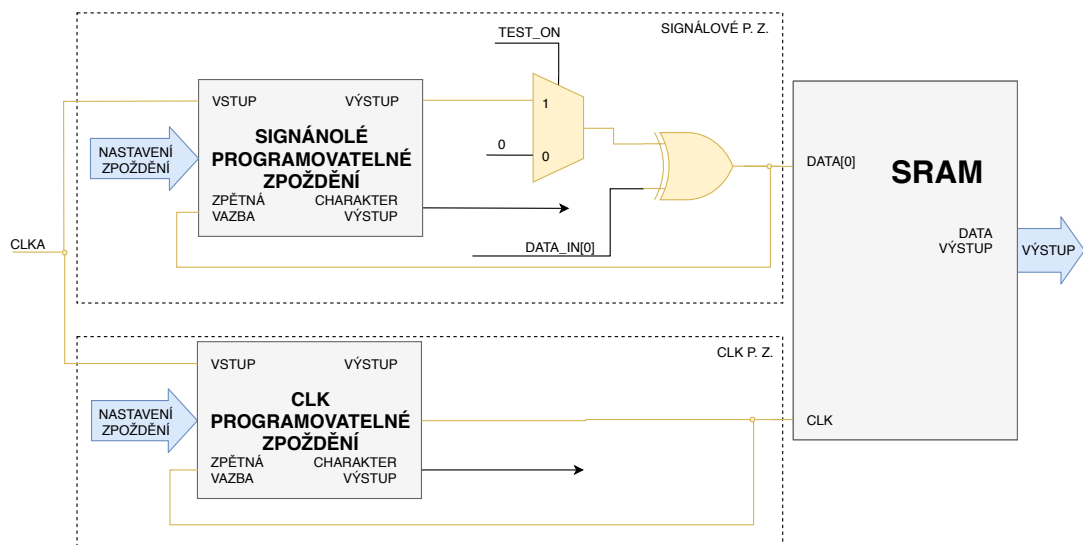 SIGNÁLOVÉ P. Z.
TEST_ON
VSTUP
VÝSTUP
1
NASTAVENÍ
ZPOŽDĚNÍ
SIGNÁNOLÉ
PROGRAMOVATELNÉ
ZPOŽDĚNÍ
0
0
DATA[0]
SRAM
ZPĚTNÁ
VAZBA
CHARAKTER
VÝSTUP
DATA
VÝSTUP
VÝSTUP
CLKA
DATA_IN[0]
CLK P. Z.
VSTUP
VÝSTUP
NASTAVENÍ
ZPOŽDĚNÍ
CLK
PROGRAMOVATELNÉ
ZPOŽDĚNÍ
CLK
ZPĚTNÁ
VAZBA
CHARAKTER
VÝSTUP